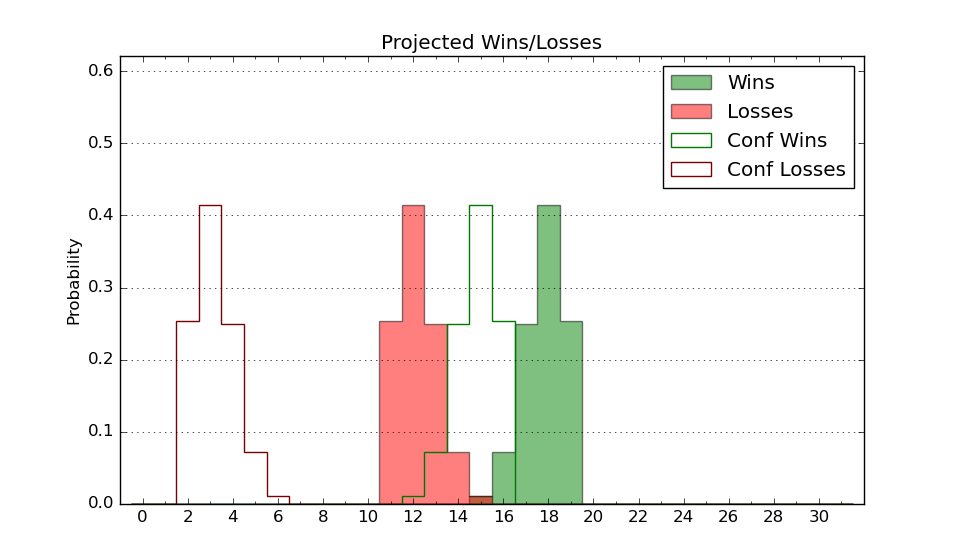 Projected Wins/Losses
Probability
0.6
0.5
0.4
0.3
0.2
0.1
0.0
0 2 4 6 8 10 12 14 16 18 20 22 24 26 28 30
Wins
Losses
Conf Wins
Conf Losses